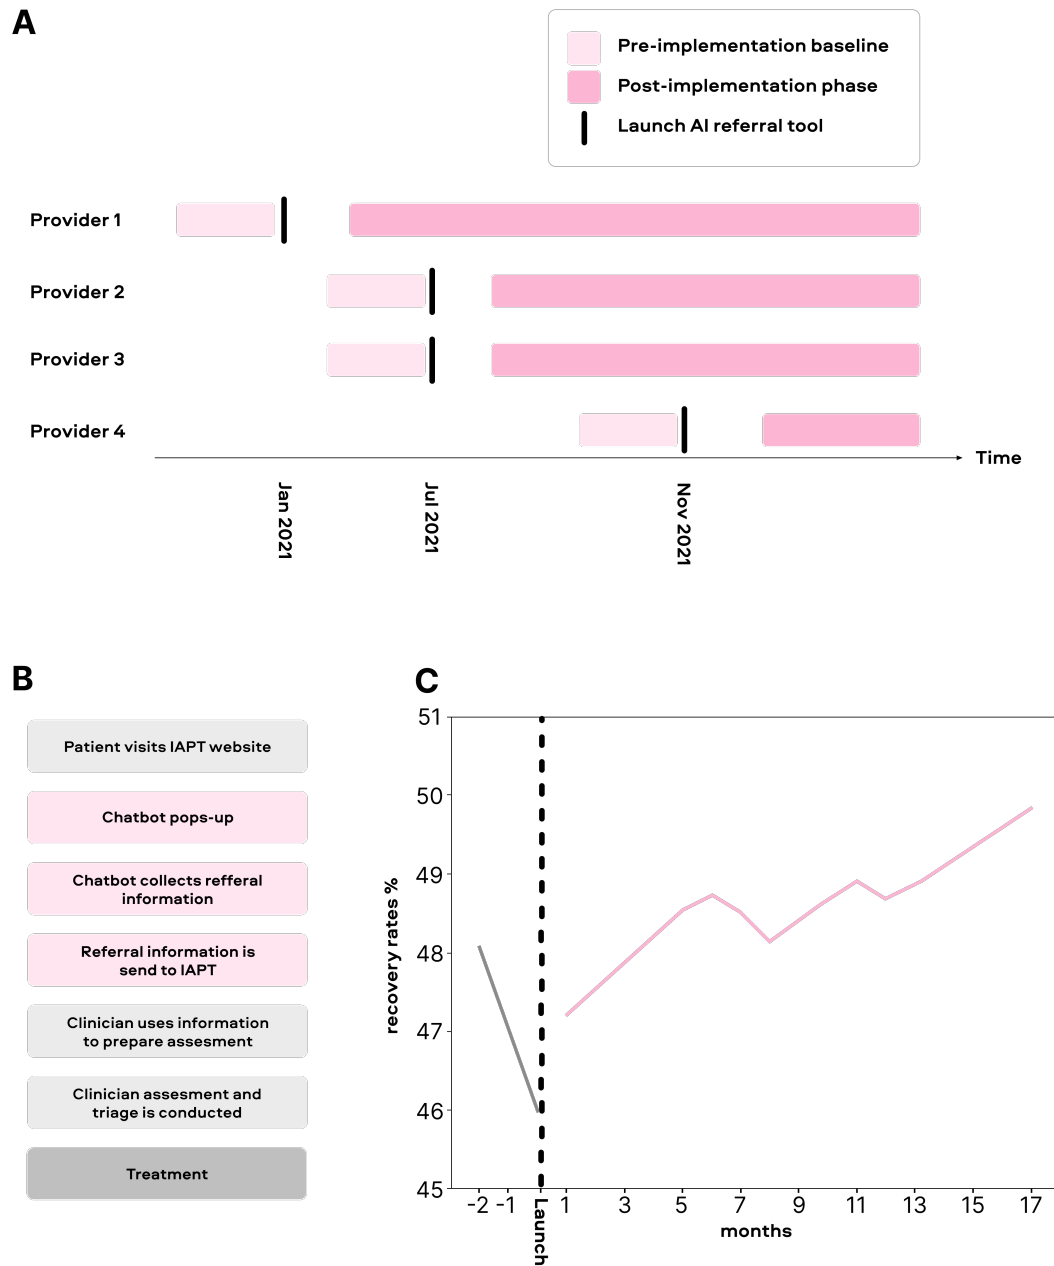 A
Pre-implementation baseline
Post-implementation phase
Launch AI referral tool
Provider 1
Provider 2
Provider 3
Provider 4
Time
Jan 2021
Jul 2021
Nov 2021
B
Patient visits IAPT website
Chatbot pops-up
Chatbot collects refferal
information
Referral information is
send to IAPT
Clinician uses information
to prepare assesment
Clinician assesment and
triage is conducted
Treatment
C
51
50
49
48
47
46
45
recovery rates %
-2 -1 Launch 1 3 5 7 9 11 13 15 17
months